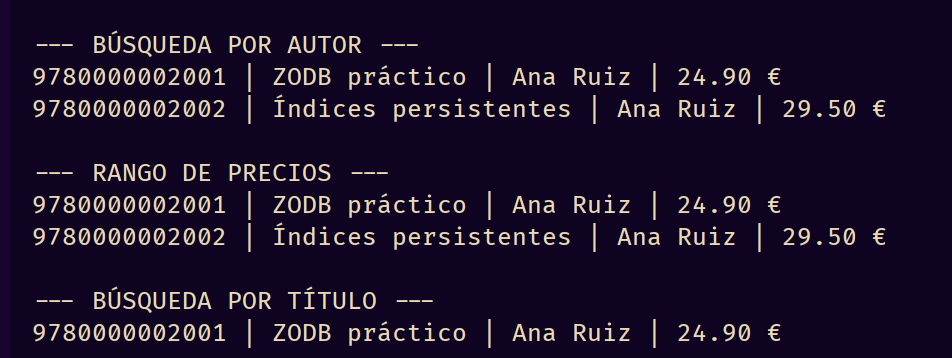 --- BÚSQUEDA POR AUTOR ---
9780000002001 | ZODB práctico | Ana Ruiz | 24.90 €
9780000002002 | Índices persistentes | Ana Ruiz | 29.50 €
--- RANGO DE PRECIOS ---
9780000002001 | ZODB práctico | Ana Ruiz | 24.90 €
9780000002002 | Índices persistentes | Ana Ruiz | 29.50 €
--- BÚSQUEDA POR TÍTULO ---
9780000002001 | ZODB práctico | Ana Ruiz | 24.90 €